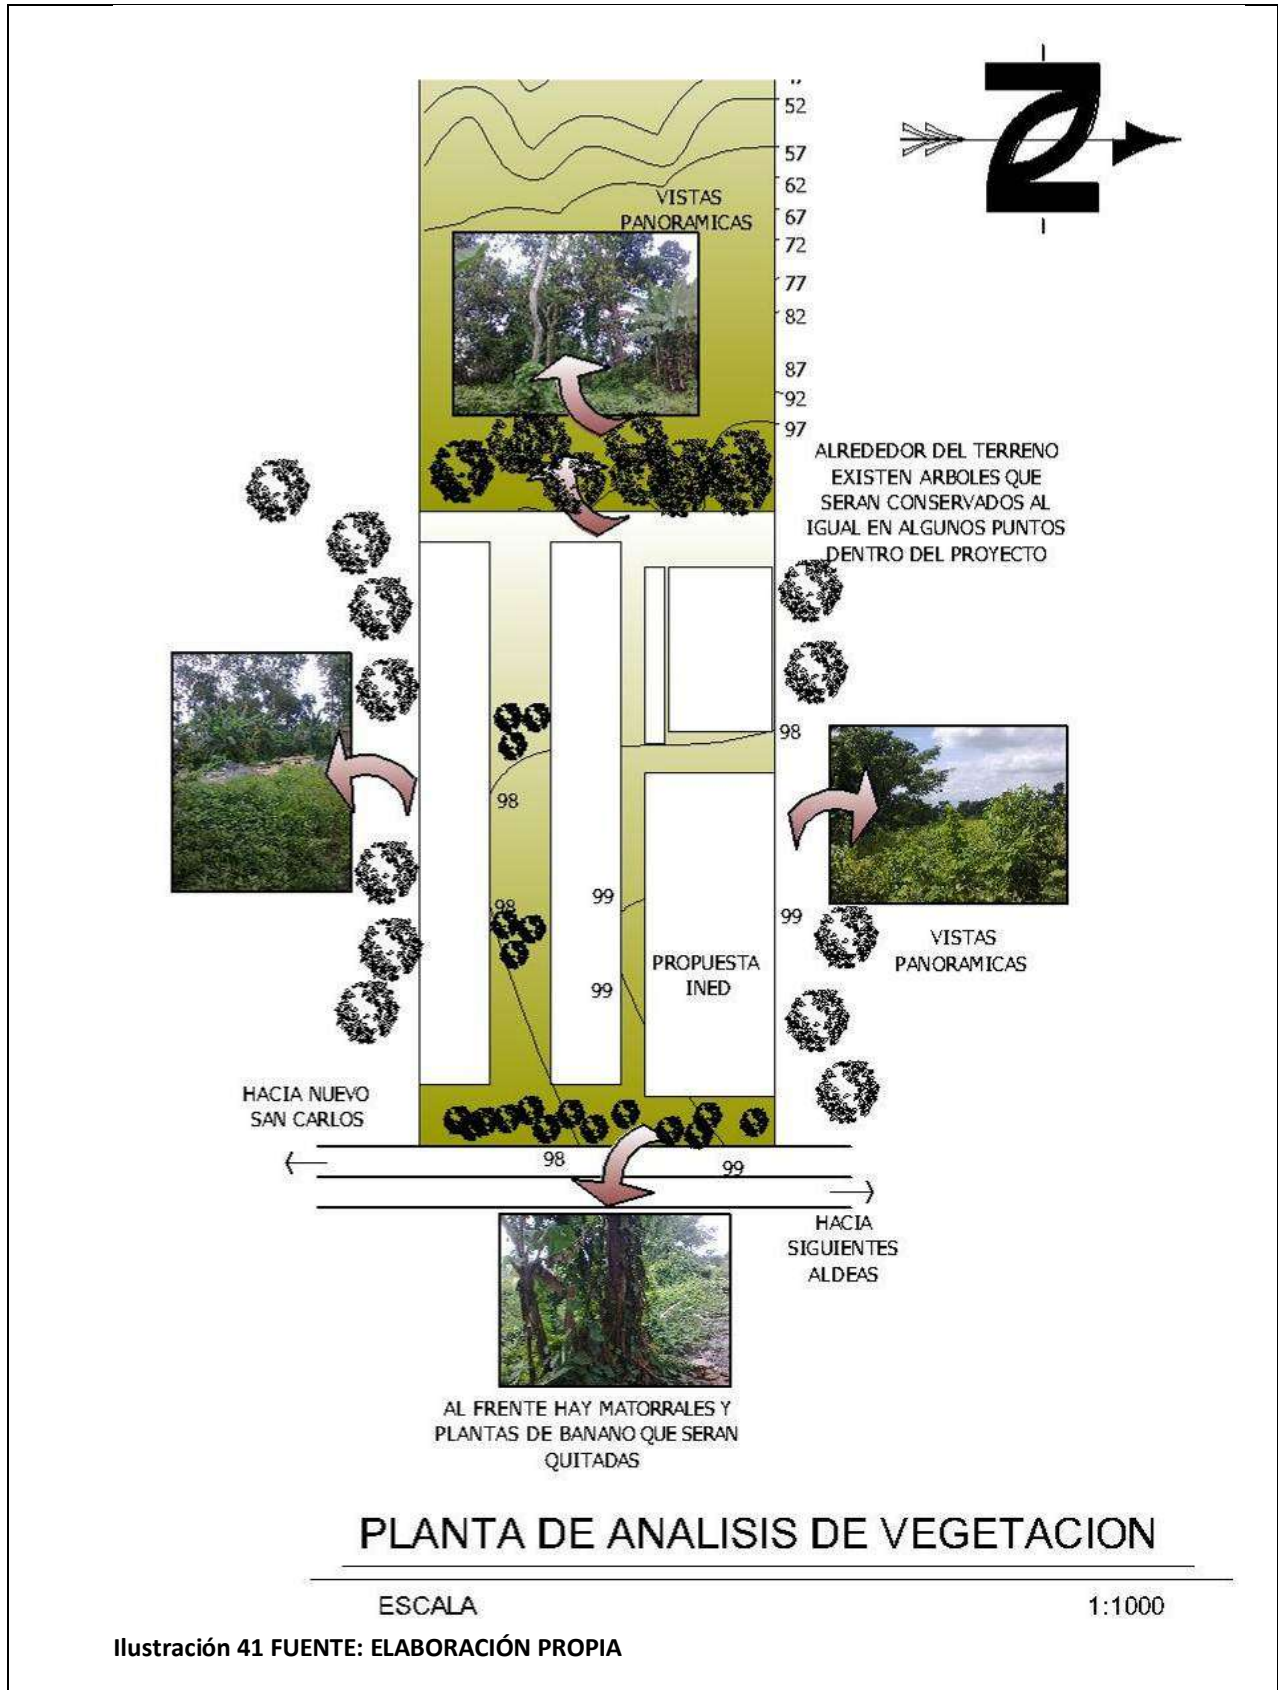 52
57
62
VISTAS
PANORAMICAS
67
72
77
82
87
92
97
ALREDEDOR DEL TERRENO
EXISTEN ARBOLES QUE
SERAN CONSERVADOS AL
IGUAL EN ALGUNOS PUNTOS
DENTRO DEL PROYECTO
98
98
99
98
99
VISTAS
PANORAMICAS
PROPUESTA
INED
99
HACIA NUEVO
SAN CARLOS
98
99
HACIA
SIGUIENTES
ALDEAS
AL FRENTE HAY MATORRALES Y
PLANTAS DE BANANO QUE SERAN
QUITADAS
PLANTA DE ANALISIS DE VEGETACION
ESCALA 1:1000
Ilustración 41 FUENTE: ELABORACIÓN PROPIA